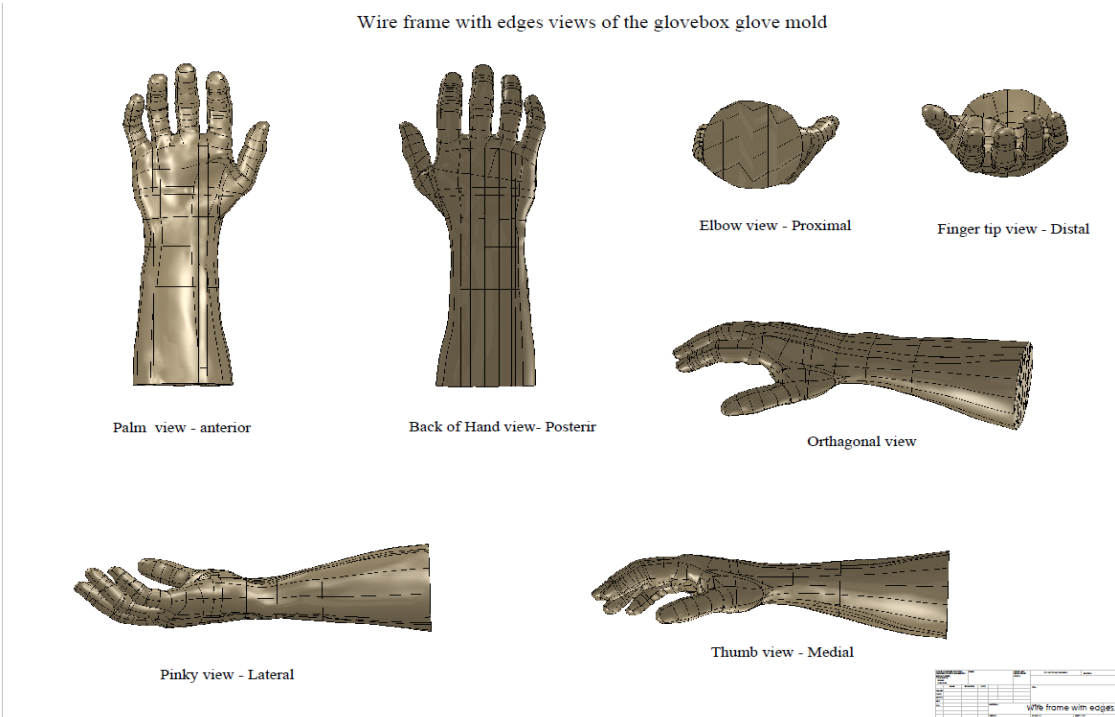 Wire frame with edges views of the glovebox glove mold
Elbow view - Proximal
Finger tip view - Distal
Palm view - anterior
Back of Hand view- Posterir
Orthagonal view
Pinky view - Lateral
Thumb view - Medial
Wire frame with edges